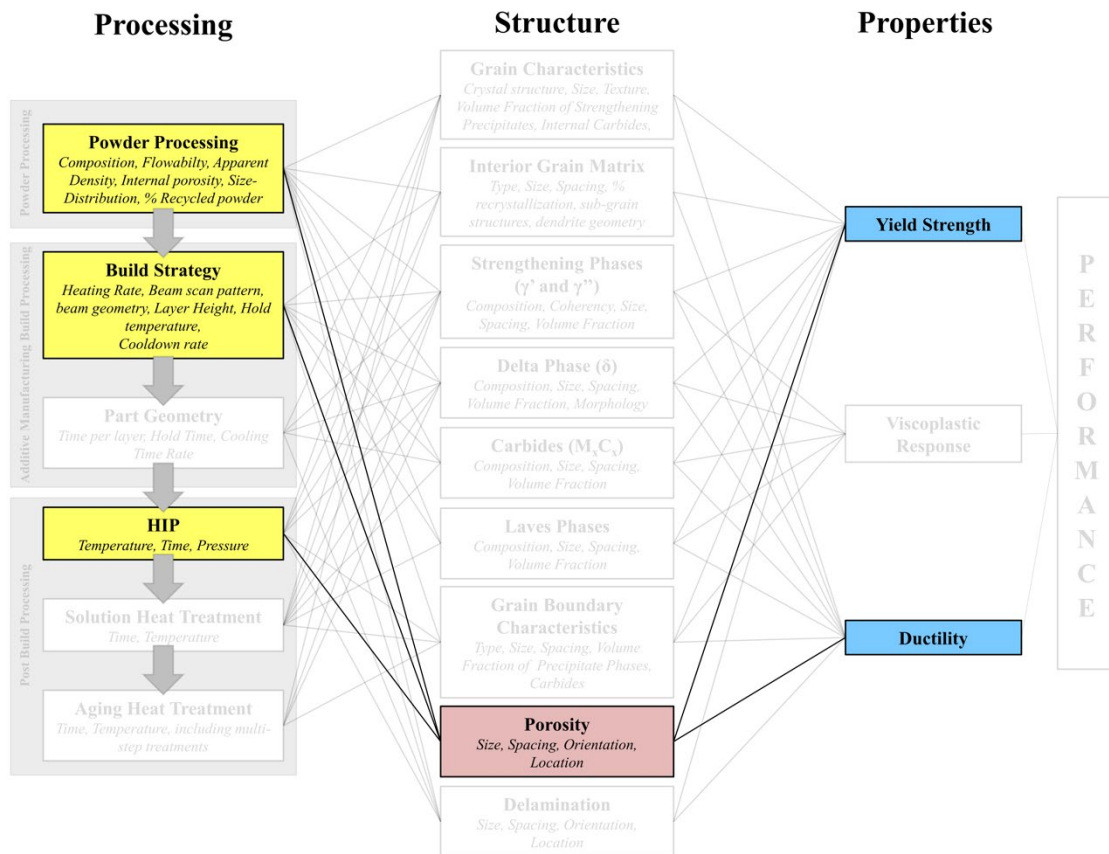 Processing
Structure
Properties
Powder Processing
Powder Processing
Composition, Flowabilty, Apparent
Density, Internal porosity, Size-
Distribution, % Recycled powder
Additive Manufacturing Build Processing
Build Strategy
Heating Rate, Beam scan pattern,
beam geometry, Layer Height, Hold
temperature,
Cooldown rate
Part Geometry
Time per layer, Hold Time, Cooling
Time Rate
Post Build Processing
HIP
Temperature, Time, Pressure
Solution Heat Treatment
Time, Temperature
Aging Heat Treatment
Time, Temperature, including multi-
step treatments
Grain Characteristics
Crystal structure, Size, Texture,
Volume Fraction of Strengthening
Precipitates, Internal Carbides,
Interior Grain Matrix
Type, Size, Spacing, %
recrystallization, sub-grain
structures, dendrite geometry
Strengthening Phases
(γ’ and γ’’)
Composition, Coherency, Size,
Spacing, Volume Fraction
Delta Phase (δ)
Composition, Size, Spacing,
Volume Fraction, Morphology
Carbides (MₓCₓ)
Composition, Size, Spacing,
Volume Fraction
Laves Phases
Composition, Size, Spacing,
Volume Fraction
Grain Boundary
Characteristics
Type, Size, Spacing, Volume
Fraction of Precipitate Phases,
Carbides
Porosity
Size, Spacing, Orientation,
Location
Delamination
Size, Spacing, Orientation,
Location
Yield Strength
Viscoplastic
Response
Ductility
PERFORMANCE